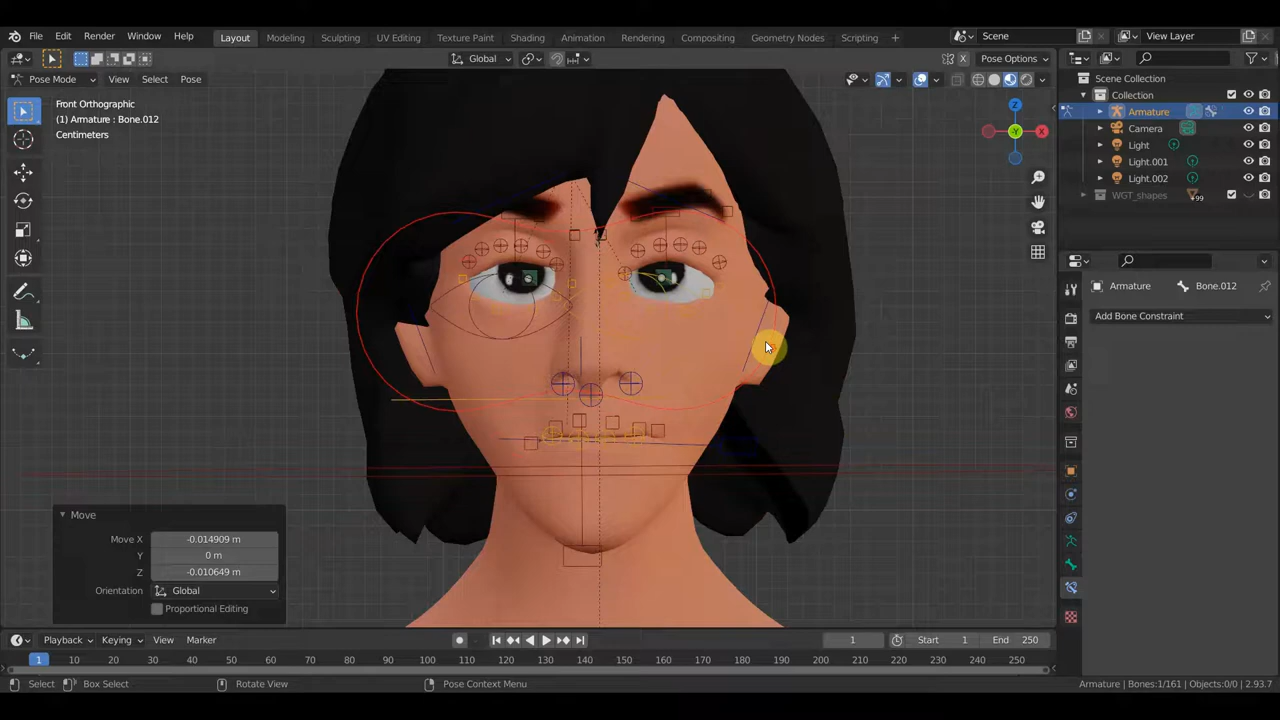 File Edit Render Window Help Layout Modeling Sculpting UV Editing Texture Paint Shading Animation Rendering Compositing Geometry Nodes Scripting + Scene View Layer
Global Pose Options
Pose Mode View Select Pose
Front Orthographic
(1) Armature : Bone.012
Centimeters
X
Z
-Y
X
Scene Collection
Collection
Armature
Camera
Light
Light.001
Light.002
WGT_shapes 99
Armature Bone.012
Add Bone Constraint
Move
Move X -0.014909 m
Y 0 m
Z -0.010649 m
Orientation Global
Proportional Editing
Playback Keying View Marker 1 Start 1 End 250
1 10 20 30 40 50 60 70 80 90 100 110 120 130 140 150 160 170 180 190 200 210 220 230 240 250
Select Box Select Rotate View Pose Context Menu Armature | Bones:1/161 | Objects:0/0 | 2.93.7